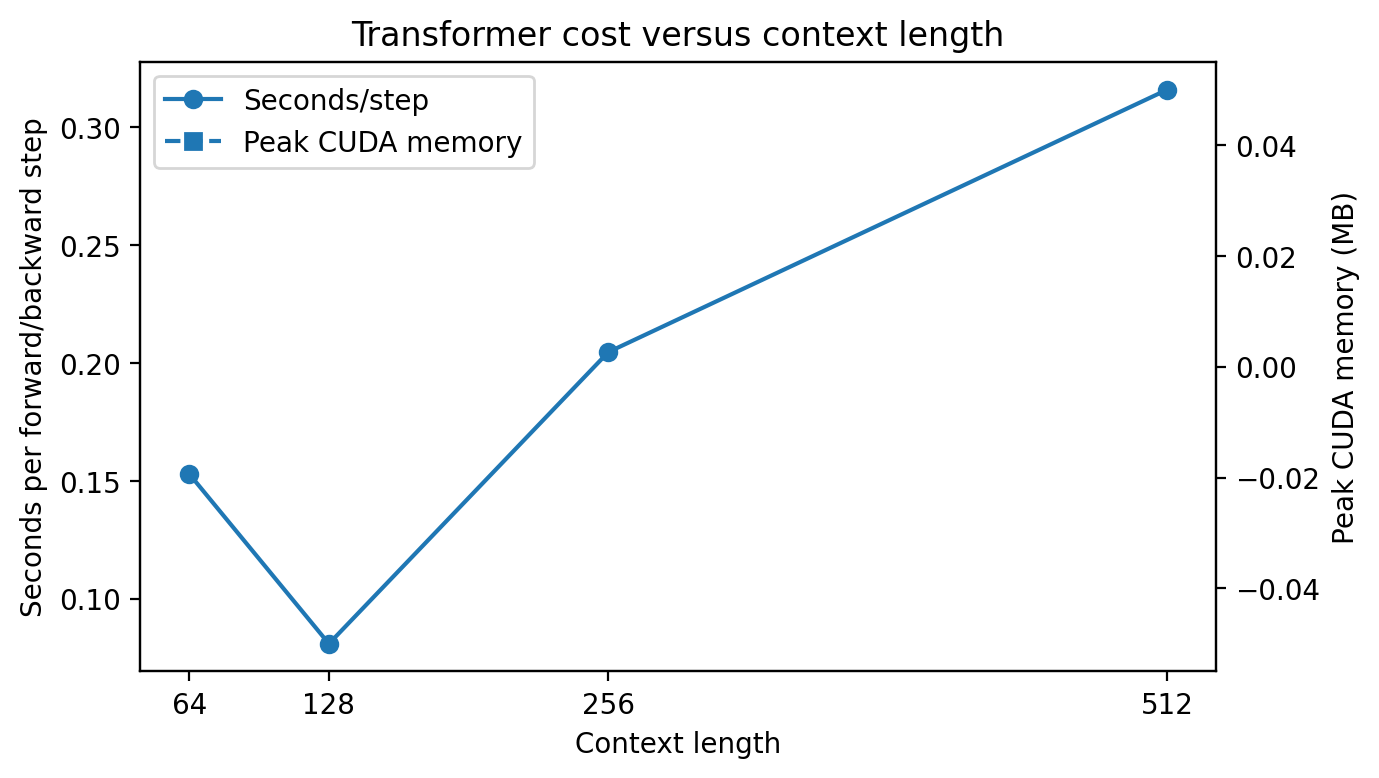 Transformer cost versus context length
Seconds/step
Peak CUDA memory
Seconds per forward/backward step
0.30
0.25
0.20
0.15
0.10
0.04
0.02
0.00
−0.02
−0.04
Peak CUDA memory (MB)
64 128 256 512
Context length